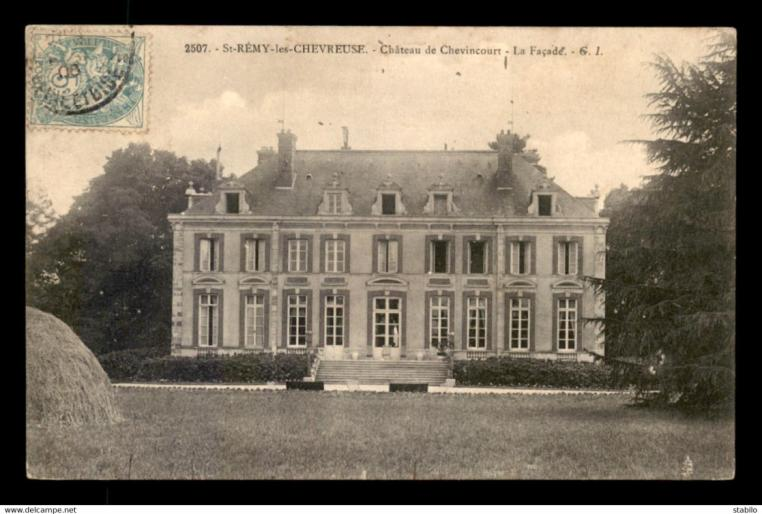 2507. - St-RÉMY-les-CHEVREUSE. - Château de Chevincourt - La Façade. - G. I.
www.delcampe.net
stabilo